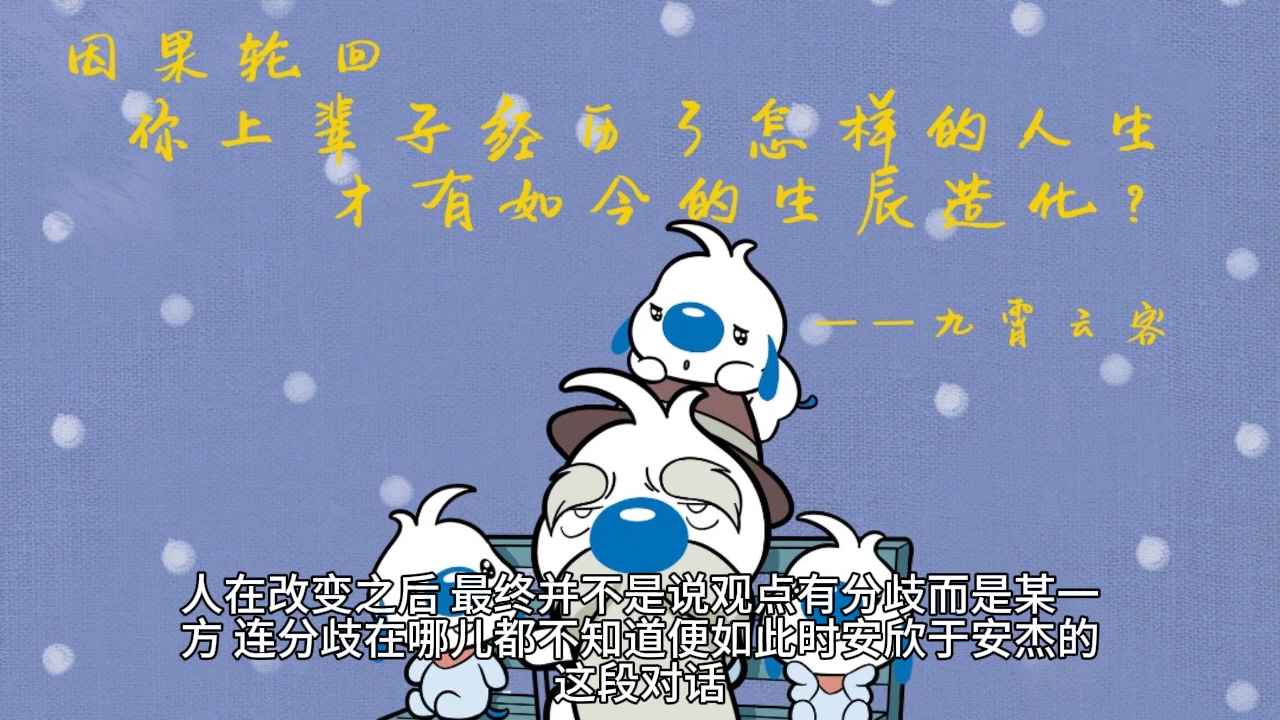 因果轮回
你上辈子经历了怎样的人生
才有如今的生辰造化?
——九霄云客
人在改变之后 最终并不是说观点有分歧而是某一
方 连分歧在哪儿都不知道便如此时安欣于安杰的
这段对话